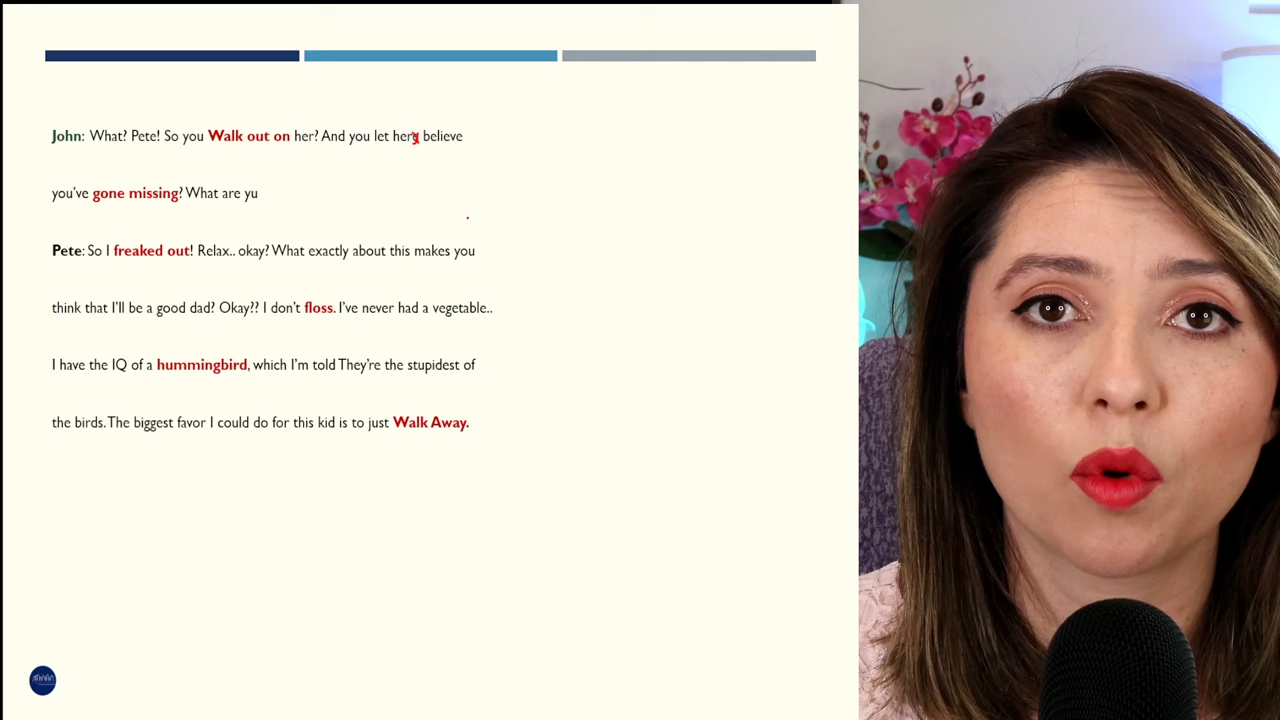 John: What? Pete! So you Walk out on her? And you let hery believe
you've gone missing? What are yu
Pete: So I freaked out! Relax.. okay? What exactly about this makes you
think that I'll be a good dad? Okay?? I don't floss. I've never had a vegetable..
I have the IQ of a hummingbird, which I'm told They're the stupidest of
the birds. The biggest favor I could do for this kid is to just Walk Away.